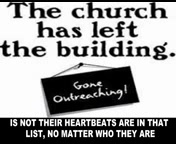 The church
has left
the building.
Gone
Outreaching!
IS NOT THEIR HEARTBEATS ARE IN THAT
LIST, NO MATTER WHO THEY ARE